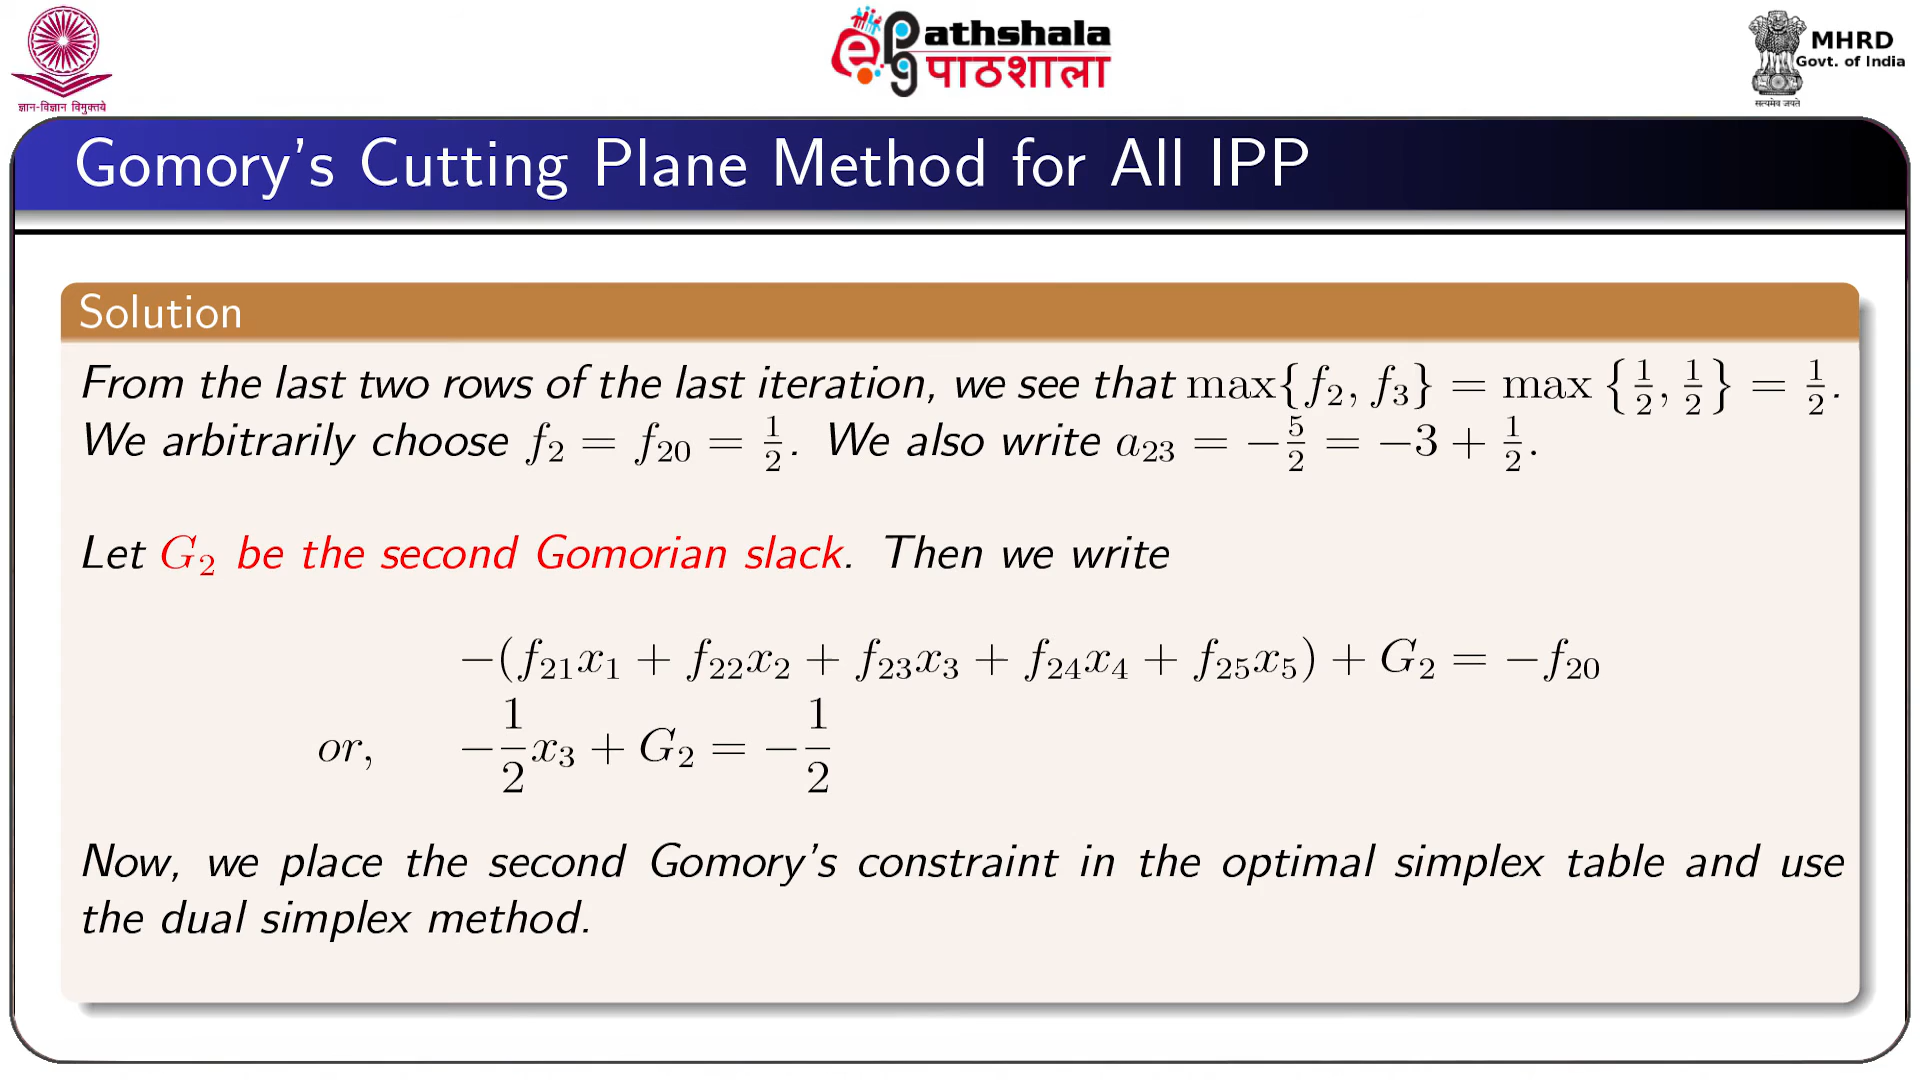 ज्ञान-विज्ञान विमुक्तये
ePg Pathshala
पाठशाला
MHRD
Govt. of India
सत्यमेव जयते
Gomory's Cutting Plane Method for All IPP
Solution
From the last two rows of the last iteration, we see that max{f₂, f₃} = max {1/2, 1/2} = 1/2.
We arbitrarily choose f₂ = f₂₀ = 1/2. We also write a₂₃ = −5/2 = −3 + 1/2.
Let G₂ be the second Gomorian slack. Then we write
−(f₂₁x₁ + f₂₂x₂ + f₂₃x₃ + f₂₄x₄ + f₂₅x₅) + G₂ = −f₂₀
or, −1/2 x₃ + G₂ = −1/2
Now, we place the second Gomory's constraint in the optimal simplex table and use
the dual simplex method.